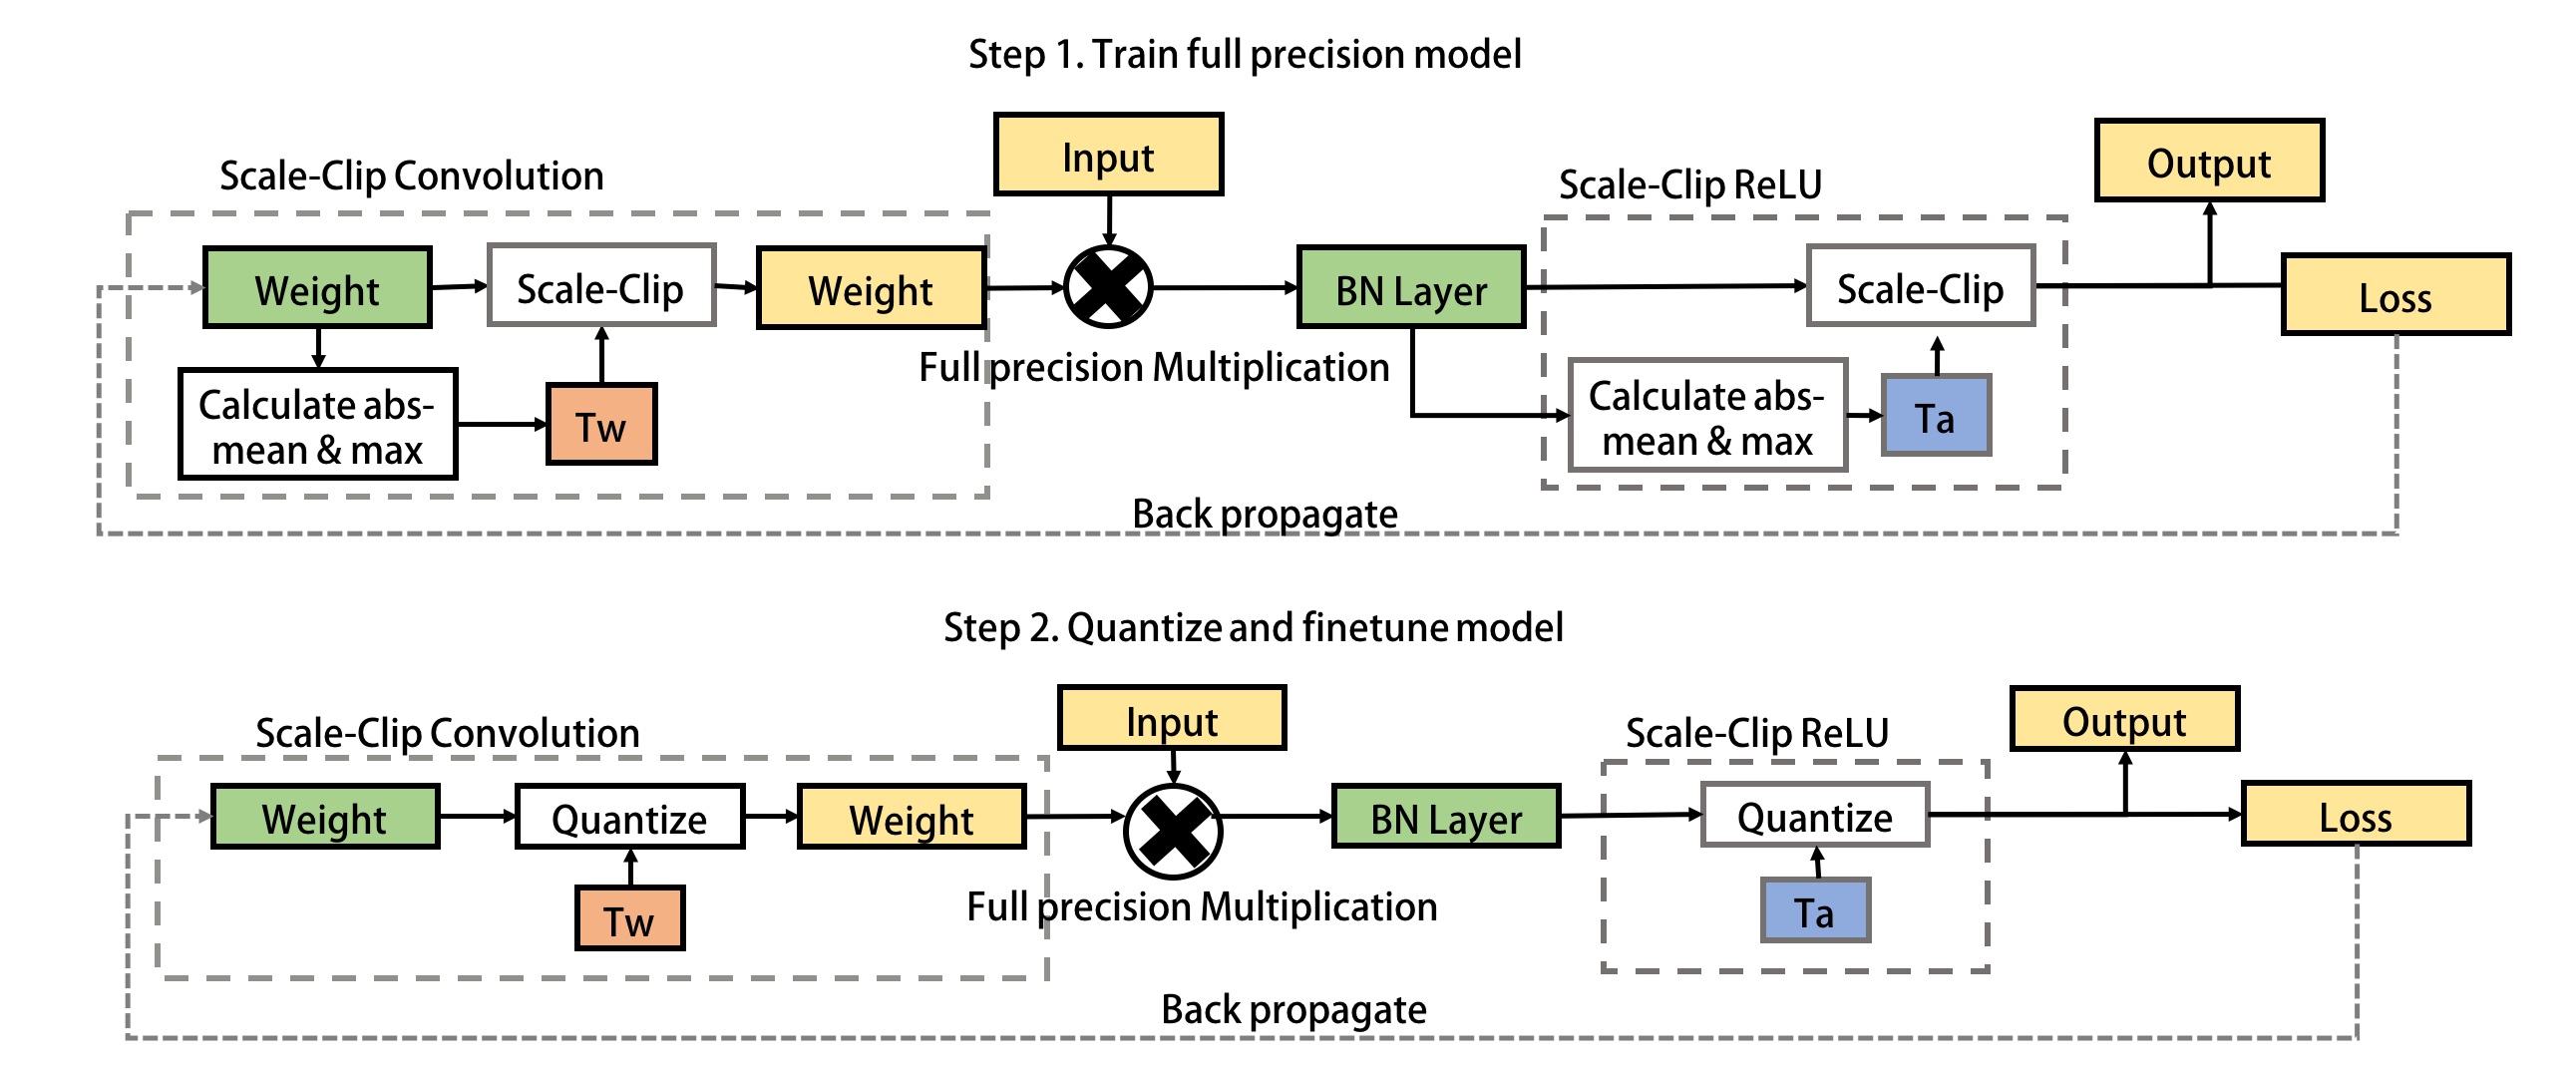 Step 1. Train full precision model
Input
Output
Scale-Clip Convolution
Scale-Clip ReLU
Weight
Scale-Clip
Weight
BN Layer
Scale-Clip
Loss
Full precision Multiplication
Calculate abs-
mean & max
Tw
Calculate abs-
mean & max
Ta
Back propagate
Step 2. Quantize and finetune model
Input
Output
Scale-Clip Convolution
Scale-Clip ReLU
Weight
Quantize
Weight
BN Layer
Quantize
Loss
Tw
Full precision Multiplication
Ta
Back propagate